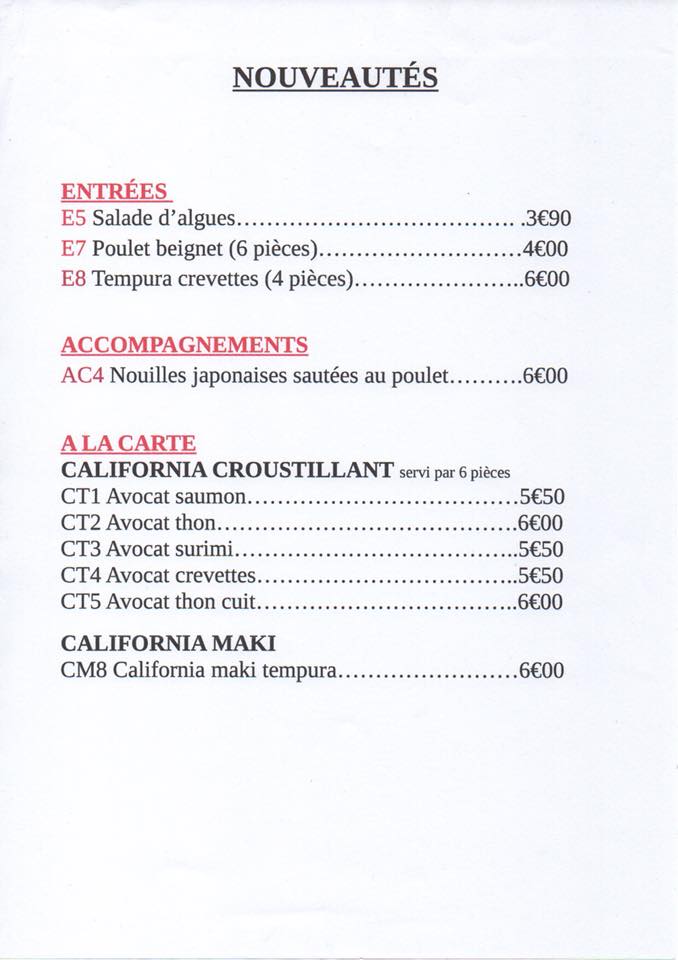 NOUVEAUTÉS
ENTRÉES
E5 Salade d’algues………………………………. .3€90
E7 Poulet beignet (6 pièces)………………………4€00
E8 Tempura crevettes (4 pièces)…………………..6€00
ACCOMPAGNEMENTS
AC4 Nouilles japonaises sautées au poulet……….6€00
A LA CARTE
CALIFORNIA CROUSTILLANT servi par 6 pièces
CT1 Avocat saumon………………………………5€50
CT2 Avocat thon………………………………….6€00
CT3 Avocat surimi………………………………..5€50
CT4 Avocat crevettes……………………………..5€50
CT5 Avocat thon cuit……………………………..6€00
CALIFORNIA MAKI
CM8 California maki tempura……………………6€00